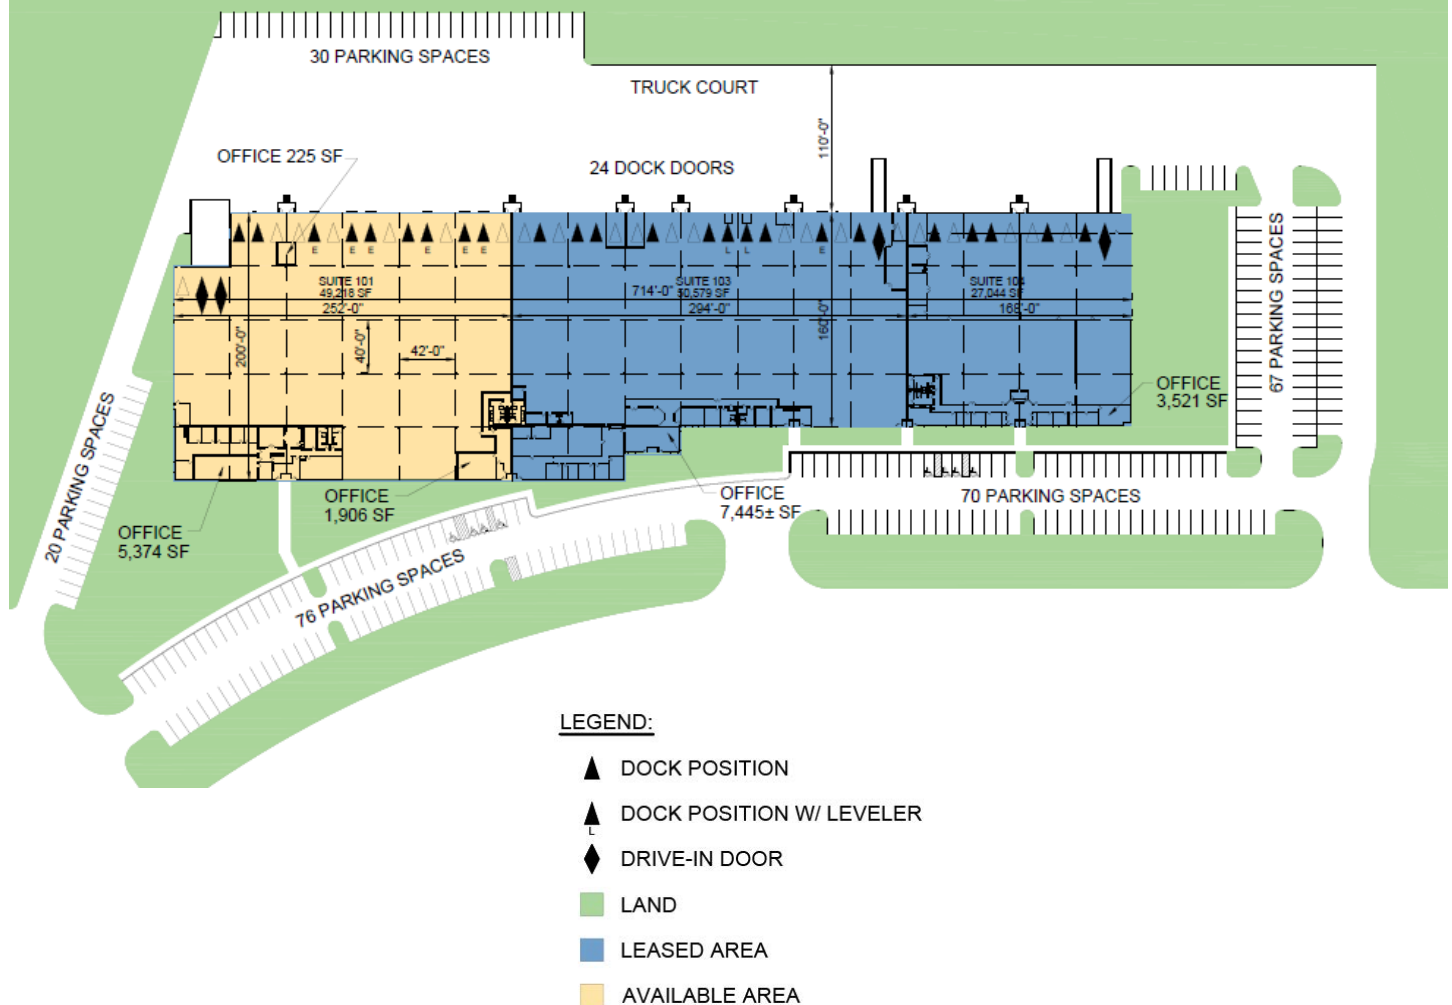 30 PARKING SPACES
TRUCK COURT
110'-0"
OFFICE 225 SF
24 DOCK DOORS
E
E
E
E
E
E
L
L
E
SUITE 101
49,218 SF
252'-0"
714'-0"
SUITE 103
50,579 SF
294'-0"
SUITE 104
27,044 SF
168'-0"
200'-0"
40'-0"
42'-0"
160'-0"
67 PARKING SPACES
OFFICE
3,521 SF
20 PARKING SPACES
OFFICE
1,906 SF
OFFICE
7,445± SF
70 PARKING SPACES
OFFICE
5,374 SF
76 PARKING SPACES
LEGEND:
DOCK POSITION
DOCK POSITION W/ LEVELER
L
DRIVE-IN DOOR
LAND
LEASED AREA
AVAILABLE AREA